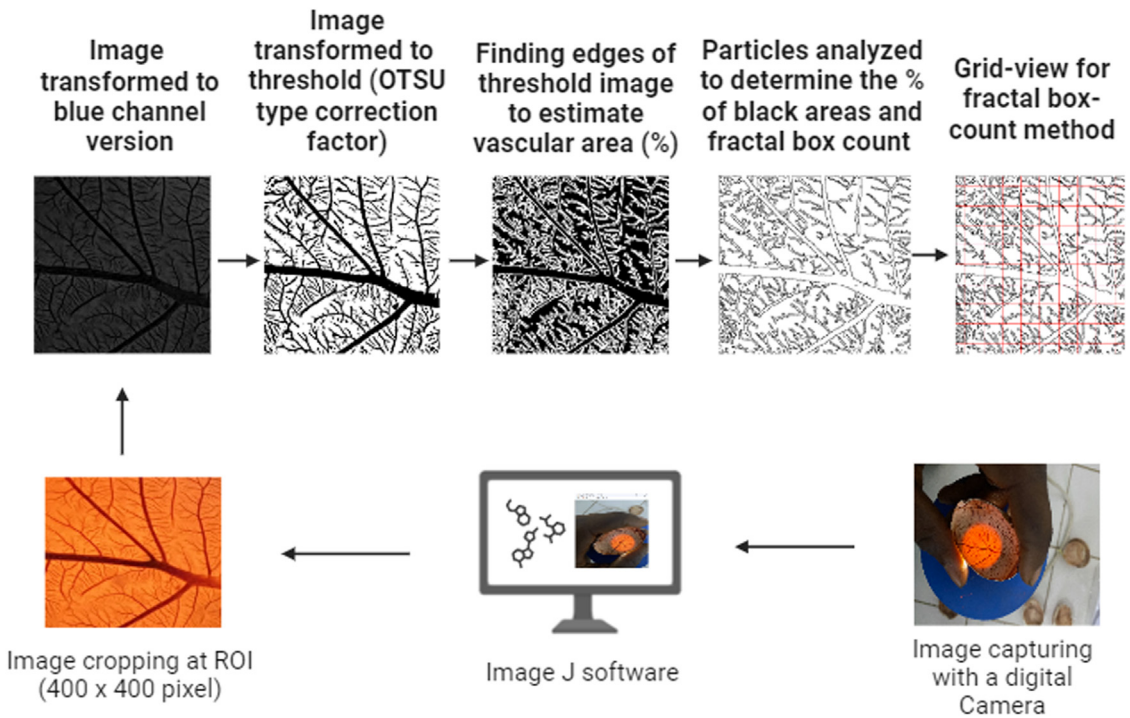 Image
transformed to
blue channel
version
Image
transformed to
threshold (OTSU
type correction
factor)
Finding edges of
threshold image
to estimate
vascular area (%)
Particles analyzed
to determine the %
of black areas and
fractal box count
Grid-view for
fractal box-
count method
Image cropping at ROI
(400 x 400 pixel)
Image J software
Image capturing
with a digital
Camera